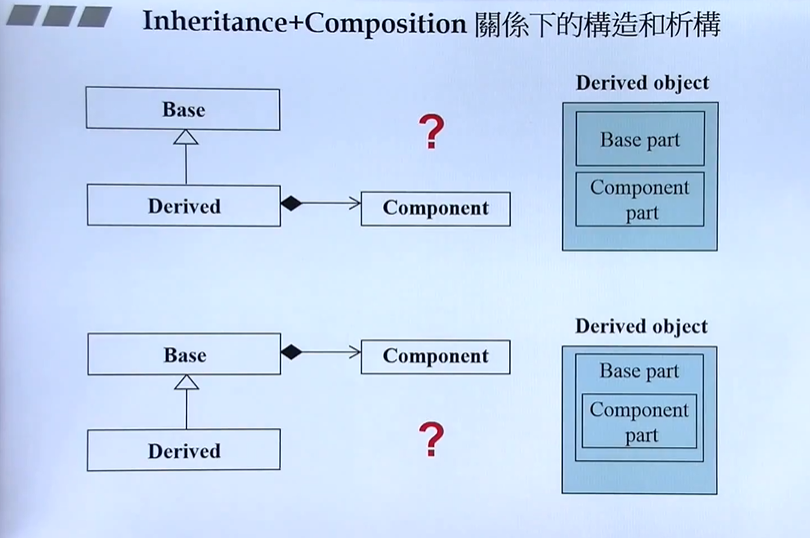 Inheritance+Composition 關係下的構造和析構
Base
?
Derived
Component
Derived object
Base part
Component
part
Base
Component
Derived
?
Derived object
Base part
Component
part